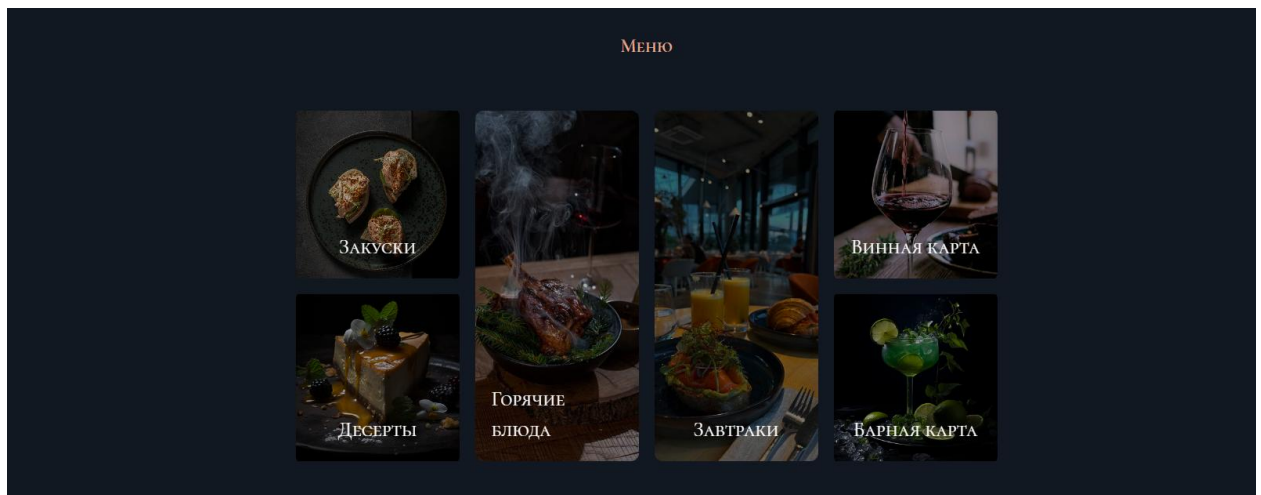 Меню
Закуски
Горячие
блюда
Завтраки
Винная карта
Десерты
Барная карта